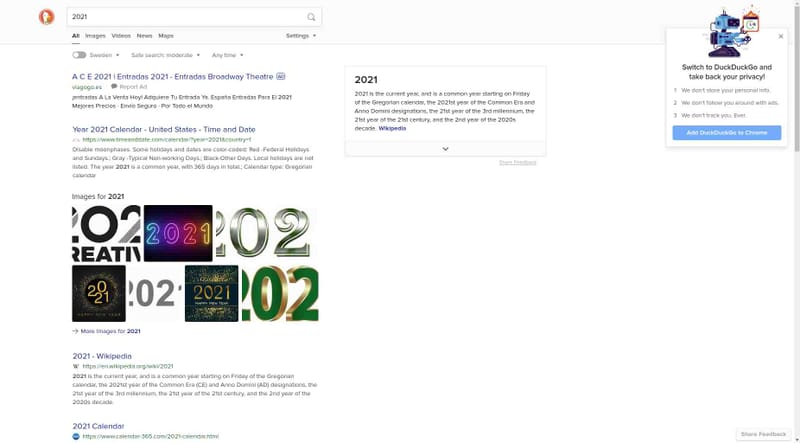 2021
All Images Videos News Maps Settings
Sweden Safe search: moderate Any time
A C E 2021 | Entradas 2021 - Entradas Broadway Theatre Ad
viagogo.es Report Ad
¡entradas A La Venta Hoy! Adquiere Tu Entrada Ya. España Entradas Para El 2021
Mejores Precios · Envío Seguro · Por Todo el Mundo
Year 2021 Calendar - United States - Time and Date
https://www.timeanddate.com/calendar/?year=2021&country=1
Disable moonphases. Some holidays and dates are color-coded: Red -Federal Holidays
and Sundays.; Gray -Typical Non-working Days.; Black-Other Days. Local holidays are not
listed. The year 2021 is a common year, with 365 days in total.; Calendar type: Gregorian
calendar
Images for 2021
202
CREATIV
2021
202
2021
HAPPY NEW YEAR
202
2021
HAPPY NEW YEAR
202
More Images for 2021
2021 - Wikipedia
W https://en.wikipedia.org/wiki/2021
2021 is the current year, and is a common year starting on Friday of the Gregorian
calendar, the 2021st year of the Common Era (CE) and Anno Domini (AD) designations, the
21st year of the 3rd millennium, the 21st year of the 21st century, and the 2nd year of the
2020s decade.
2021 Calendar
https://www.calendar-365.com/2021-calendar.html
2021
2021 is the current year, and is a common year starting on Friday
of the Gregorian calendar, the 2021st year of the Common Era and
Anno Domini designations, the 21st year of the 3rd millennium, the
21st year of the 21st century, and the 2nd year of the 2020s
decade. Wikipedia
Share Feedback
Switch to DuckDuckGo and
take back your privacy!
1 We don't store your personal info.
2 We don't follow you around with ads.
3 We don't track you. Ever.
Add DuckDuckGo to Chrome
Share Feedback